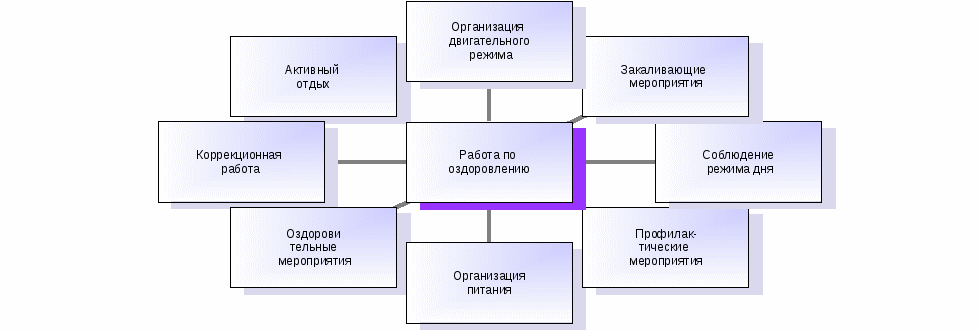 Организация
двигательного
режима
Активный
отдых
Закаливающие
мероприятия
Коррекционная
работа
Работа по
оздоровлению
Соблюдение
режима дня
Оздорови
тельные
мероприятия
Организация
питания
Профилак-
тические
мероприятия